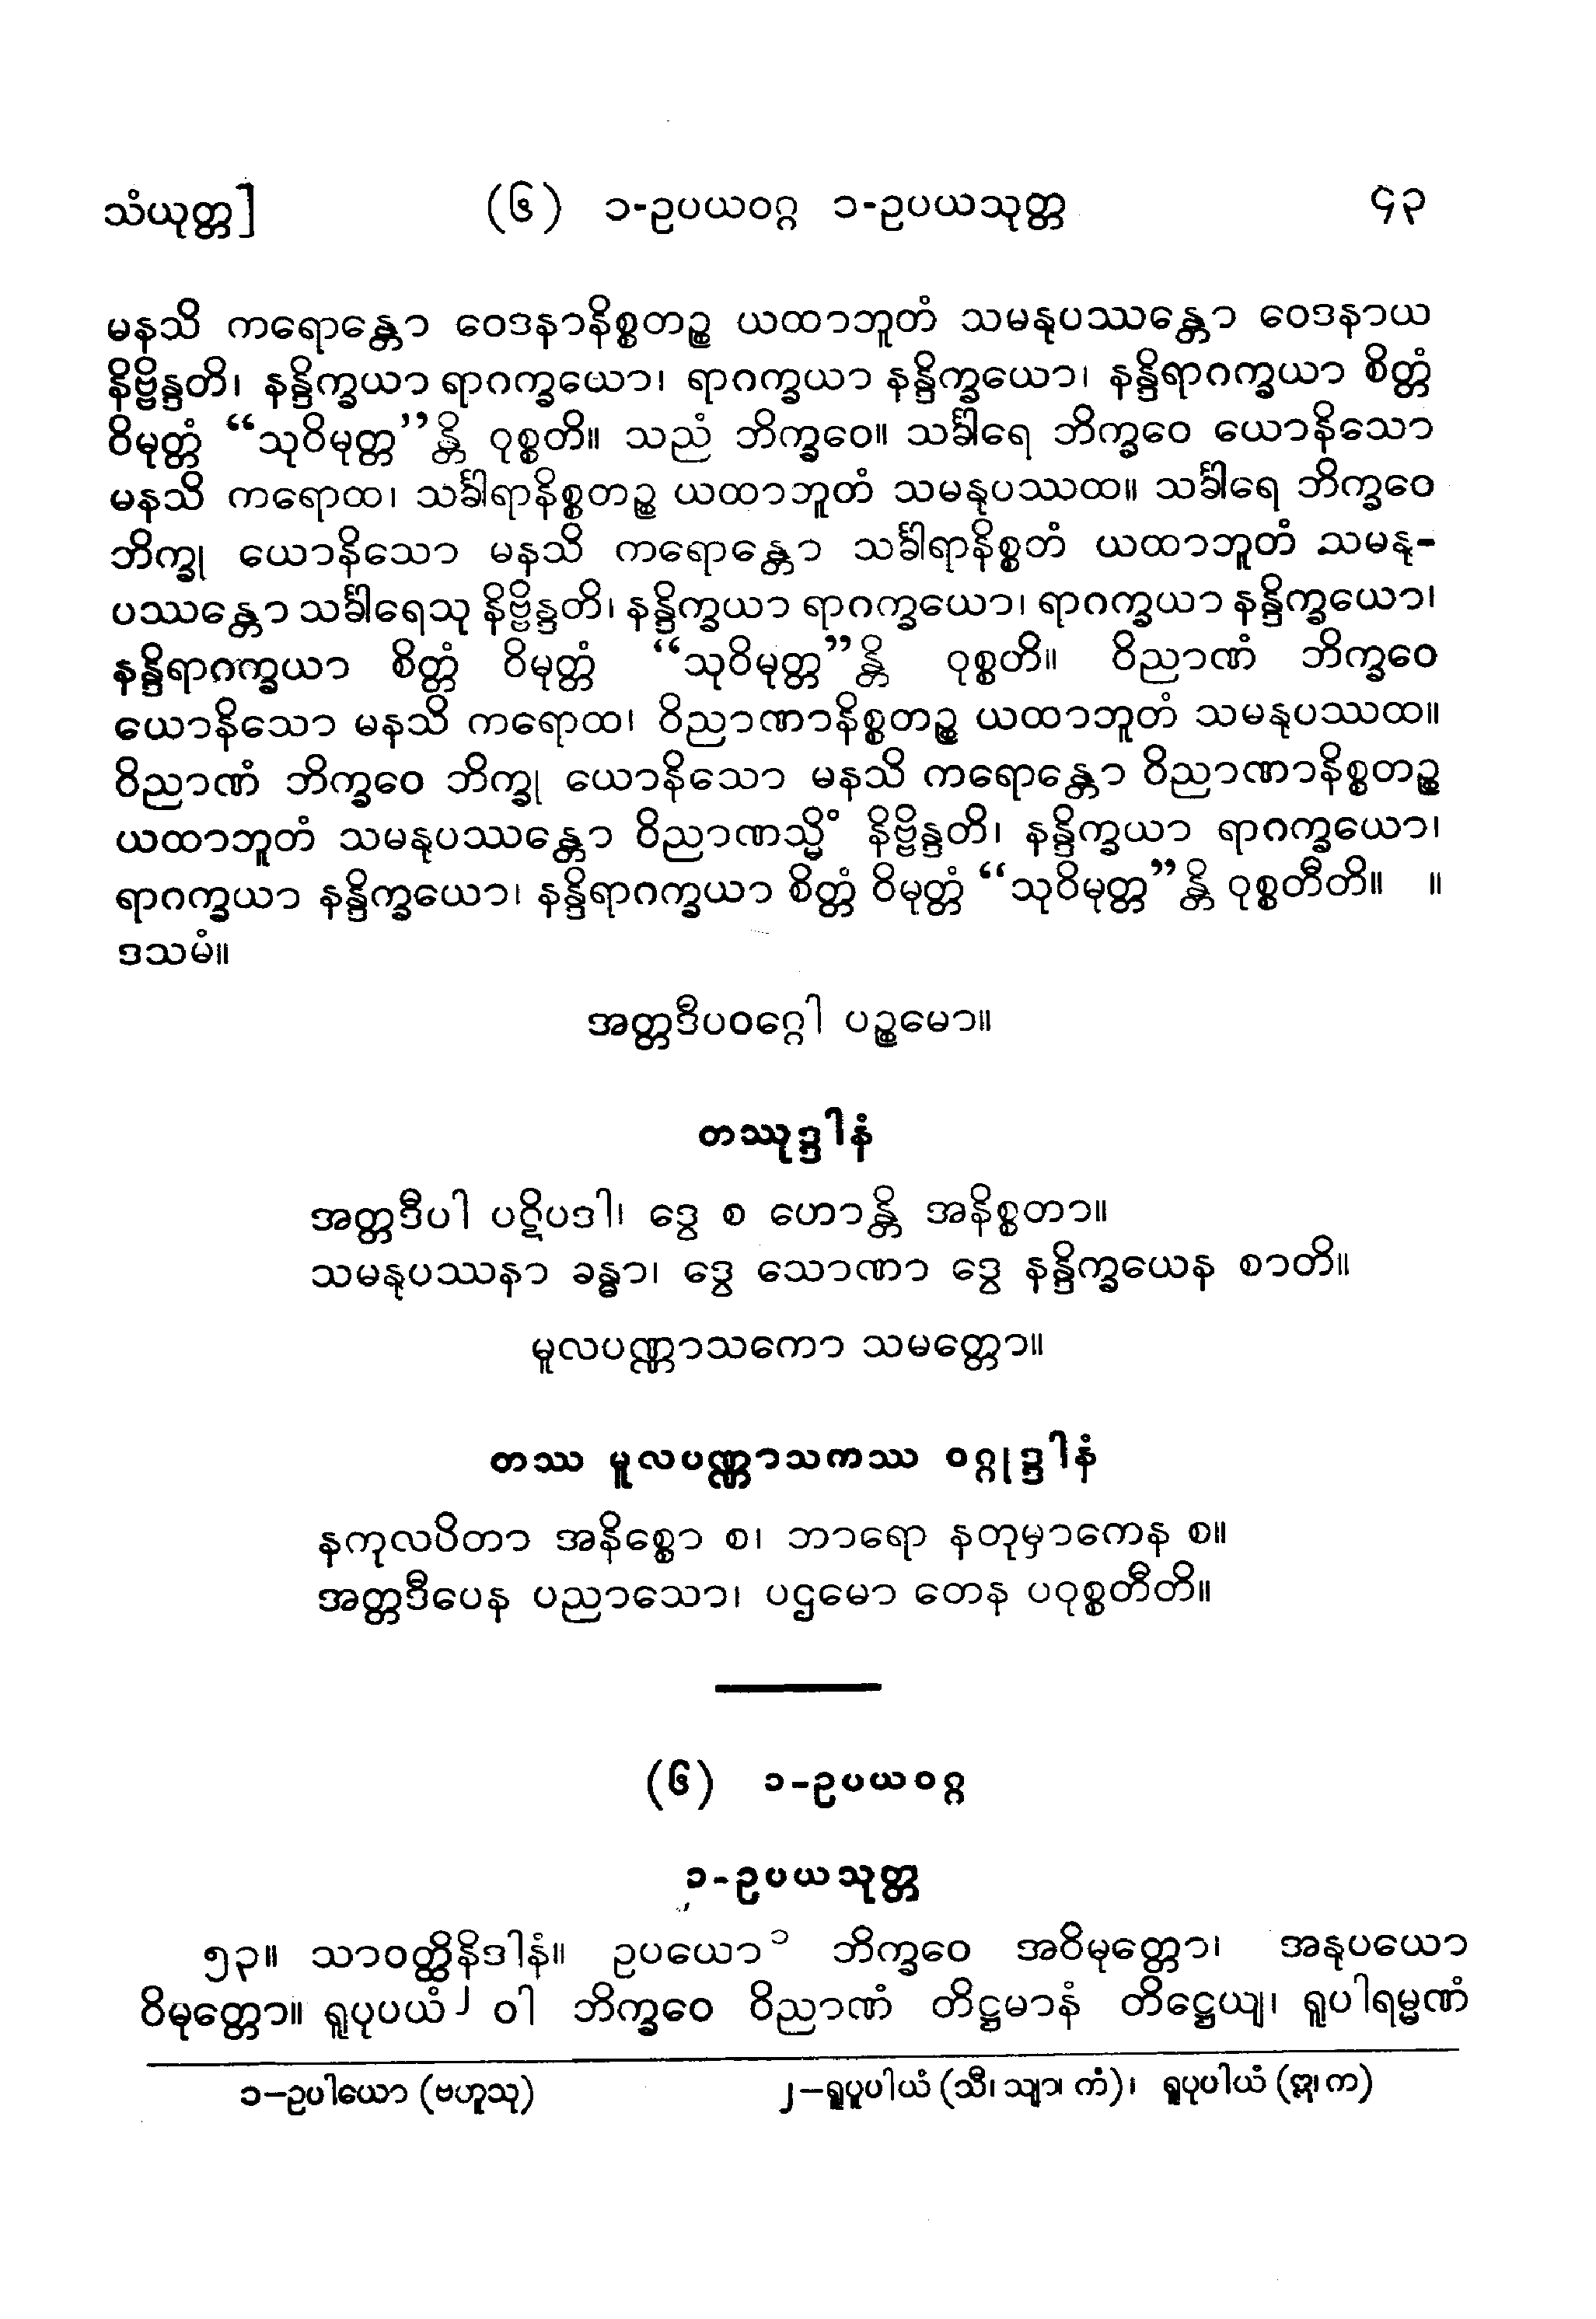 သံယုတ္တ] (၆) ၁-ဥပယဝဂ္ဂ ၁-ဥပယသုတ္တ ၄၃
မနသိ ကရောန္တော ဝေဒနာနိစ္စတဉ္စ ယထာဘူတံ သမနုပဿန္တော ဝေဒနာယ
နိဗ္ဗိန္ဒတိ၊ နန္ဒိက္ခယာ ရာဂက္ခယော၊ ရာဂက္ခယာ နန္ဒိက္ခယော၊ နန္ဒိရာဂက္ခယာ စိတ္တံ
ဝိမုတ္တံ “သုဝိမုတ္တ”န္တိ ဝုစ္စတိ။ သညံ ဘိက္ခဝေ။ သင်္ခါရေ ဘိက္ခဝေ ယောနိသော
မနသိ ကရောထ၊ သင်္ခါရာနိစ္စတဉ္စ ယထာဘူတံ သမနုပဿထ။ သင်္ခါရေ ဘိက္ခဝေ
ဘိက္ခု ယောနိသော မနသိ ကရောန္တော သင်္ခါရာနိစ္စတံ ယထာဘူတံ သမနု-
ပဿန္တော သင်္ခါရေသု နိဗ္ဗိန္ဒတိ၊ နန္ဒိက္ခယာ ရာဂက္ခယော၊ ရာဂက္ခယာ နန္ဒိက္ခယော၊
နန္ဒိရာဂက္ခယာ စိတ္တံ ဝိမုတ္တံ “သုဝိမုတ္တ”န္တိ ဝုစ္စတိ။ ဝိညာဏံ ဘိက္ခဝေ
ယောနိသော မနသိ ကရောထ၊ ဝိညာဏာနိစ္စတဉ္စ ယထာဘူတံ သမနုပဿထ။
ဝိညာဏံ ဘိက္ခဝေ ဘိက္ခု ယောနိသော မနသိ ကရောန္တော ဝိညာဏာနိစ္စတဉ္စ
ယထာဘူတံ သမနုပဿန္တော ဝိညာဏသ္မိံ နိဗ္ဗိန္ဒတိ၊ နန္ဒိက္ခယာ ရာဂက္ခယော၊
ရာဂက္ခယာ နန္ဒိက္ခယော၊ နန္ဒိရာဂက္ခယာ စိတ္တံ ဝိမုတ္တံ “သုဝိမုတ္တ”န္တိ ဝုစ္စတီတိ။ ။
ဒသမံ။
အတ္တဒီပဝဂ္ဂေါ ပဉ္စမော။
တဿုဒ္ဒါနံ
အတ္တဒီပါ ပဋိပဒါ၊ ဒွေ စ ဟောန္တိ အနိစ္စတာ။
သမနုပဿနာ ခန္ဓာ၊ ဒွေ သောဏာ ဒွေ နန္ဒိက္ခယေန စာတိ။
မူလပဏ္ဏာသကော သမတ္တော။
တဿ မူလပဏ္ဏာသကဿ ဝဂ္ဂုဒ္ဒါနံ
နကုလပိတာ အနိစ္စော စ၊ ဘာရော နတုမှာကေန စ။
အတ္တဒီပေန ပညာသော၊ ပဌမော တေန ပဝုစ္စတီတိ။
(၆) ၁-ဥပယဝဂ္ဂ
၁-ဥပယသုတ္တ
၅၃။ သာဝတ္ထိနိဒါနံ။ ဥပယော ၁ ဘိက္ခဝေ အဝိမုတ္တော၊ အနုပယော
ဝိမုတ္တော။ ရူပုပယံ ၂ ဝါ ဘိက္ခဝေ ဝိညာဏံ တိဋ္ဌမာနံ တိဋ္ဌေယျ၊ ရူပါရမ္မဏံ
၁–ဥပါယော (ဗဟူသု) ၂–ရူပူပါယံ (သီ၊ သျာ၊ ကံ)၊ ရူပုပါယံ (ဣ၊ က)